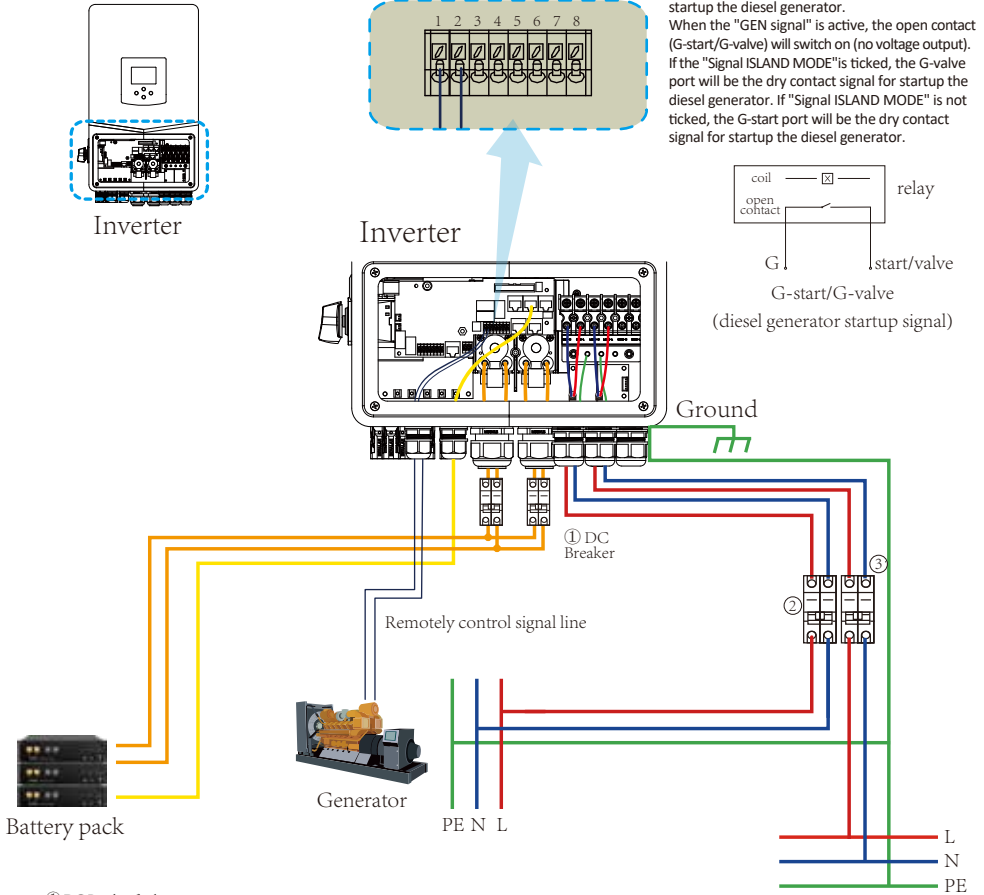 startup the diesel generator.
When the "GEN signal" is active, the open contact
(G-start/G-valve) will switch on (no voltage output).
If the "Signal ISLAND MODE"is ticked, the G-valve
port will be the dry contact signal for startup the
diesel generator. If "Signal ISLAND MODE" is not
ticked, the G-start port will be the dry contact
signal for startup the diesel generator.
1 2 3 4 5 6 7 8
Inverter
coil
open
contact
relay
G
start/valve
G-start/G-valve
(diesel generator startup signal)
Inverter
Ground
① DC
Breaker
②
③
Remotely control signal line
Generator
Battery pack
PE N L
L
N
PE